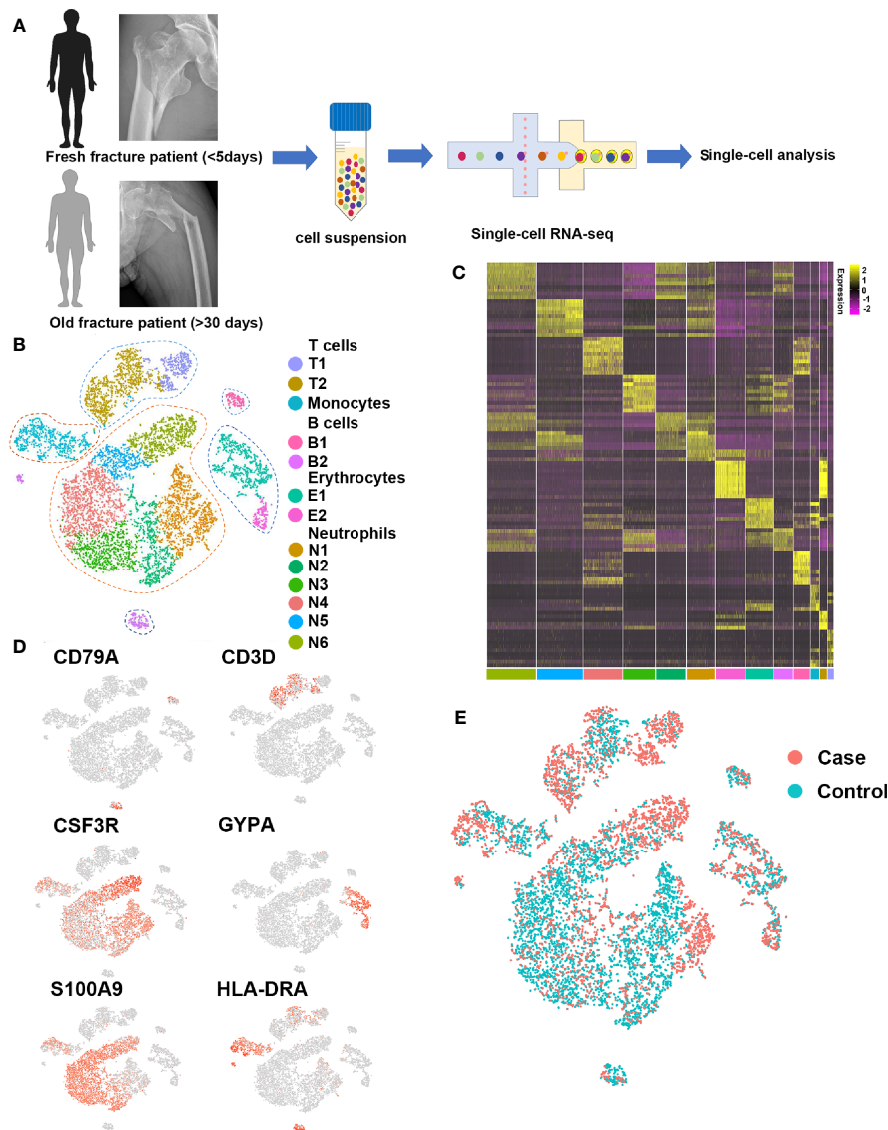 A
Fresh fracture patient (<5days)
Old fracture patient (>30 days)
cell suspension
Single-cell RNA-seq
Single-cell analysis
B
T cells
T1
T2
Monocytes
B cells
B1
B2
Erythrocytes
E1
E2
Neutrophils
N1
N2
N3
N4
N5
N6
C
Expression
2
1
0
-1
-2
D
CD79A
CD3D
CSF3R
GYPA
S100A9
HLA-DRA
E
Case
Control